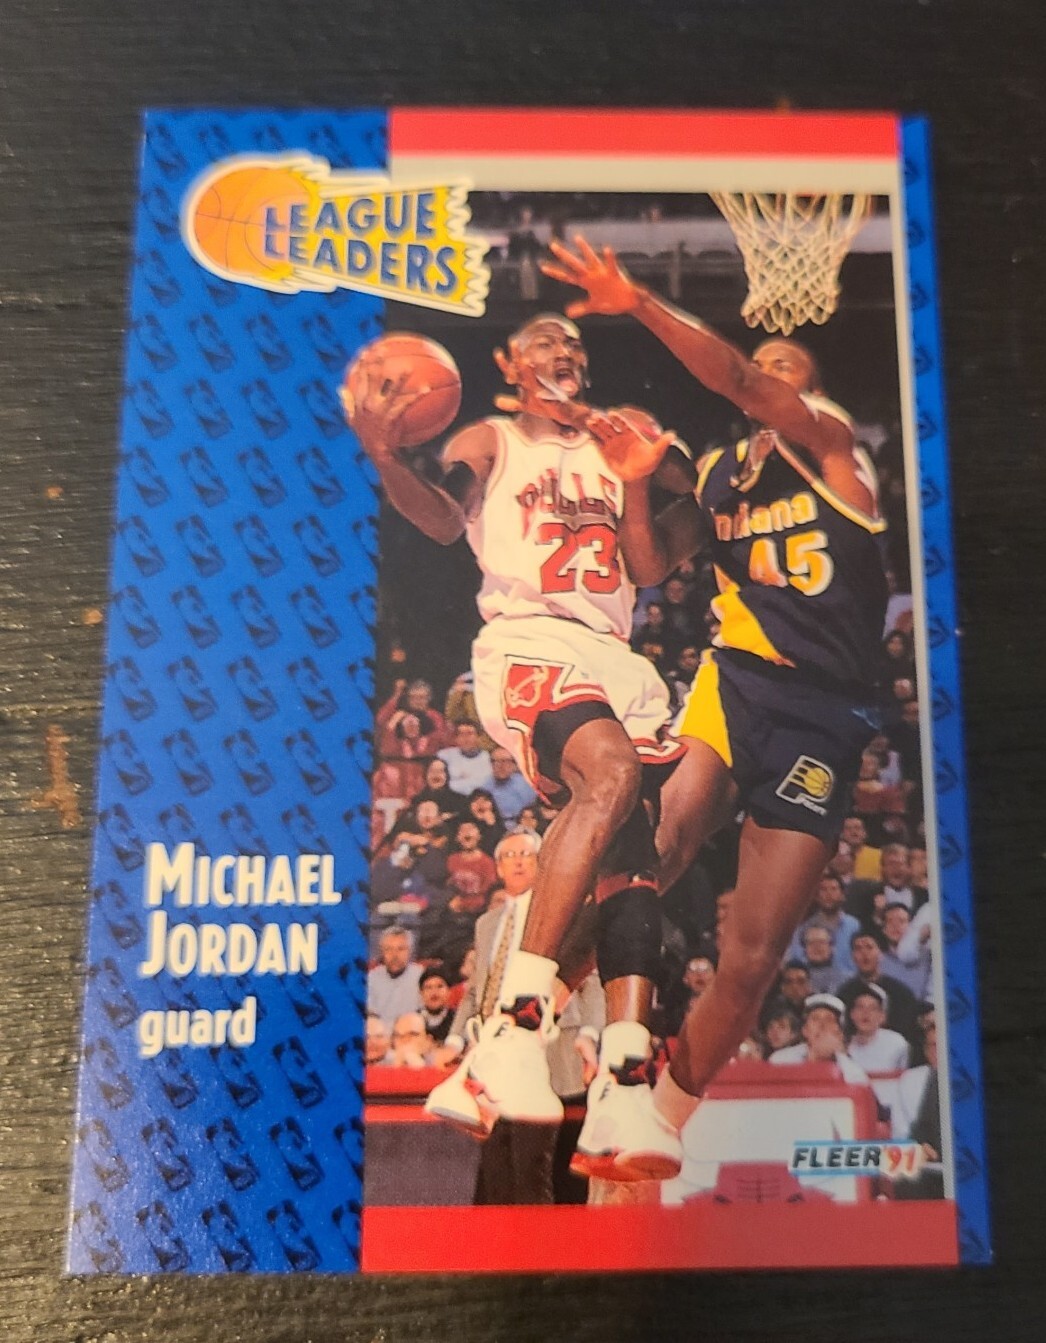 LEAGUE
LEADERS
BULLS
23
Indiana
45
MICHAEL
JORDAN
guard
FLEER '91